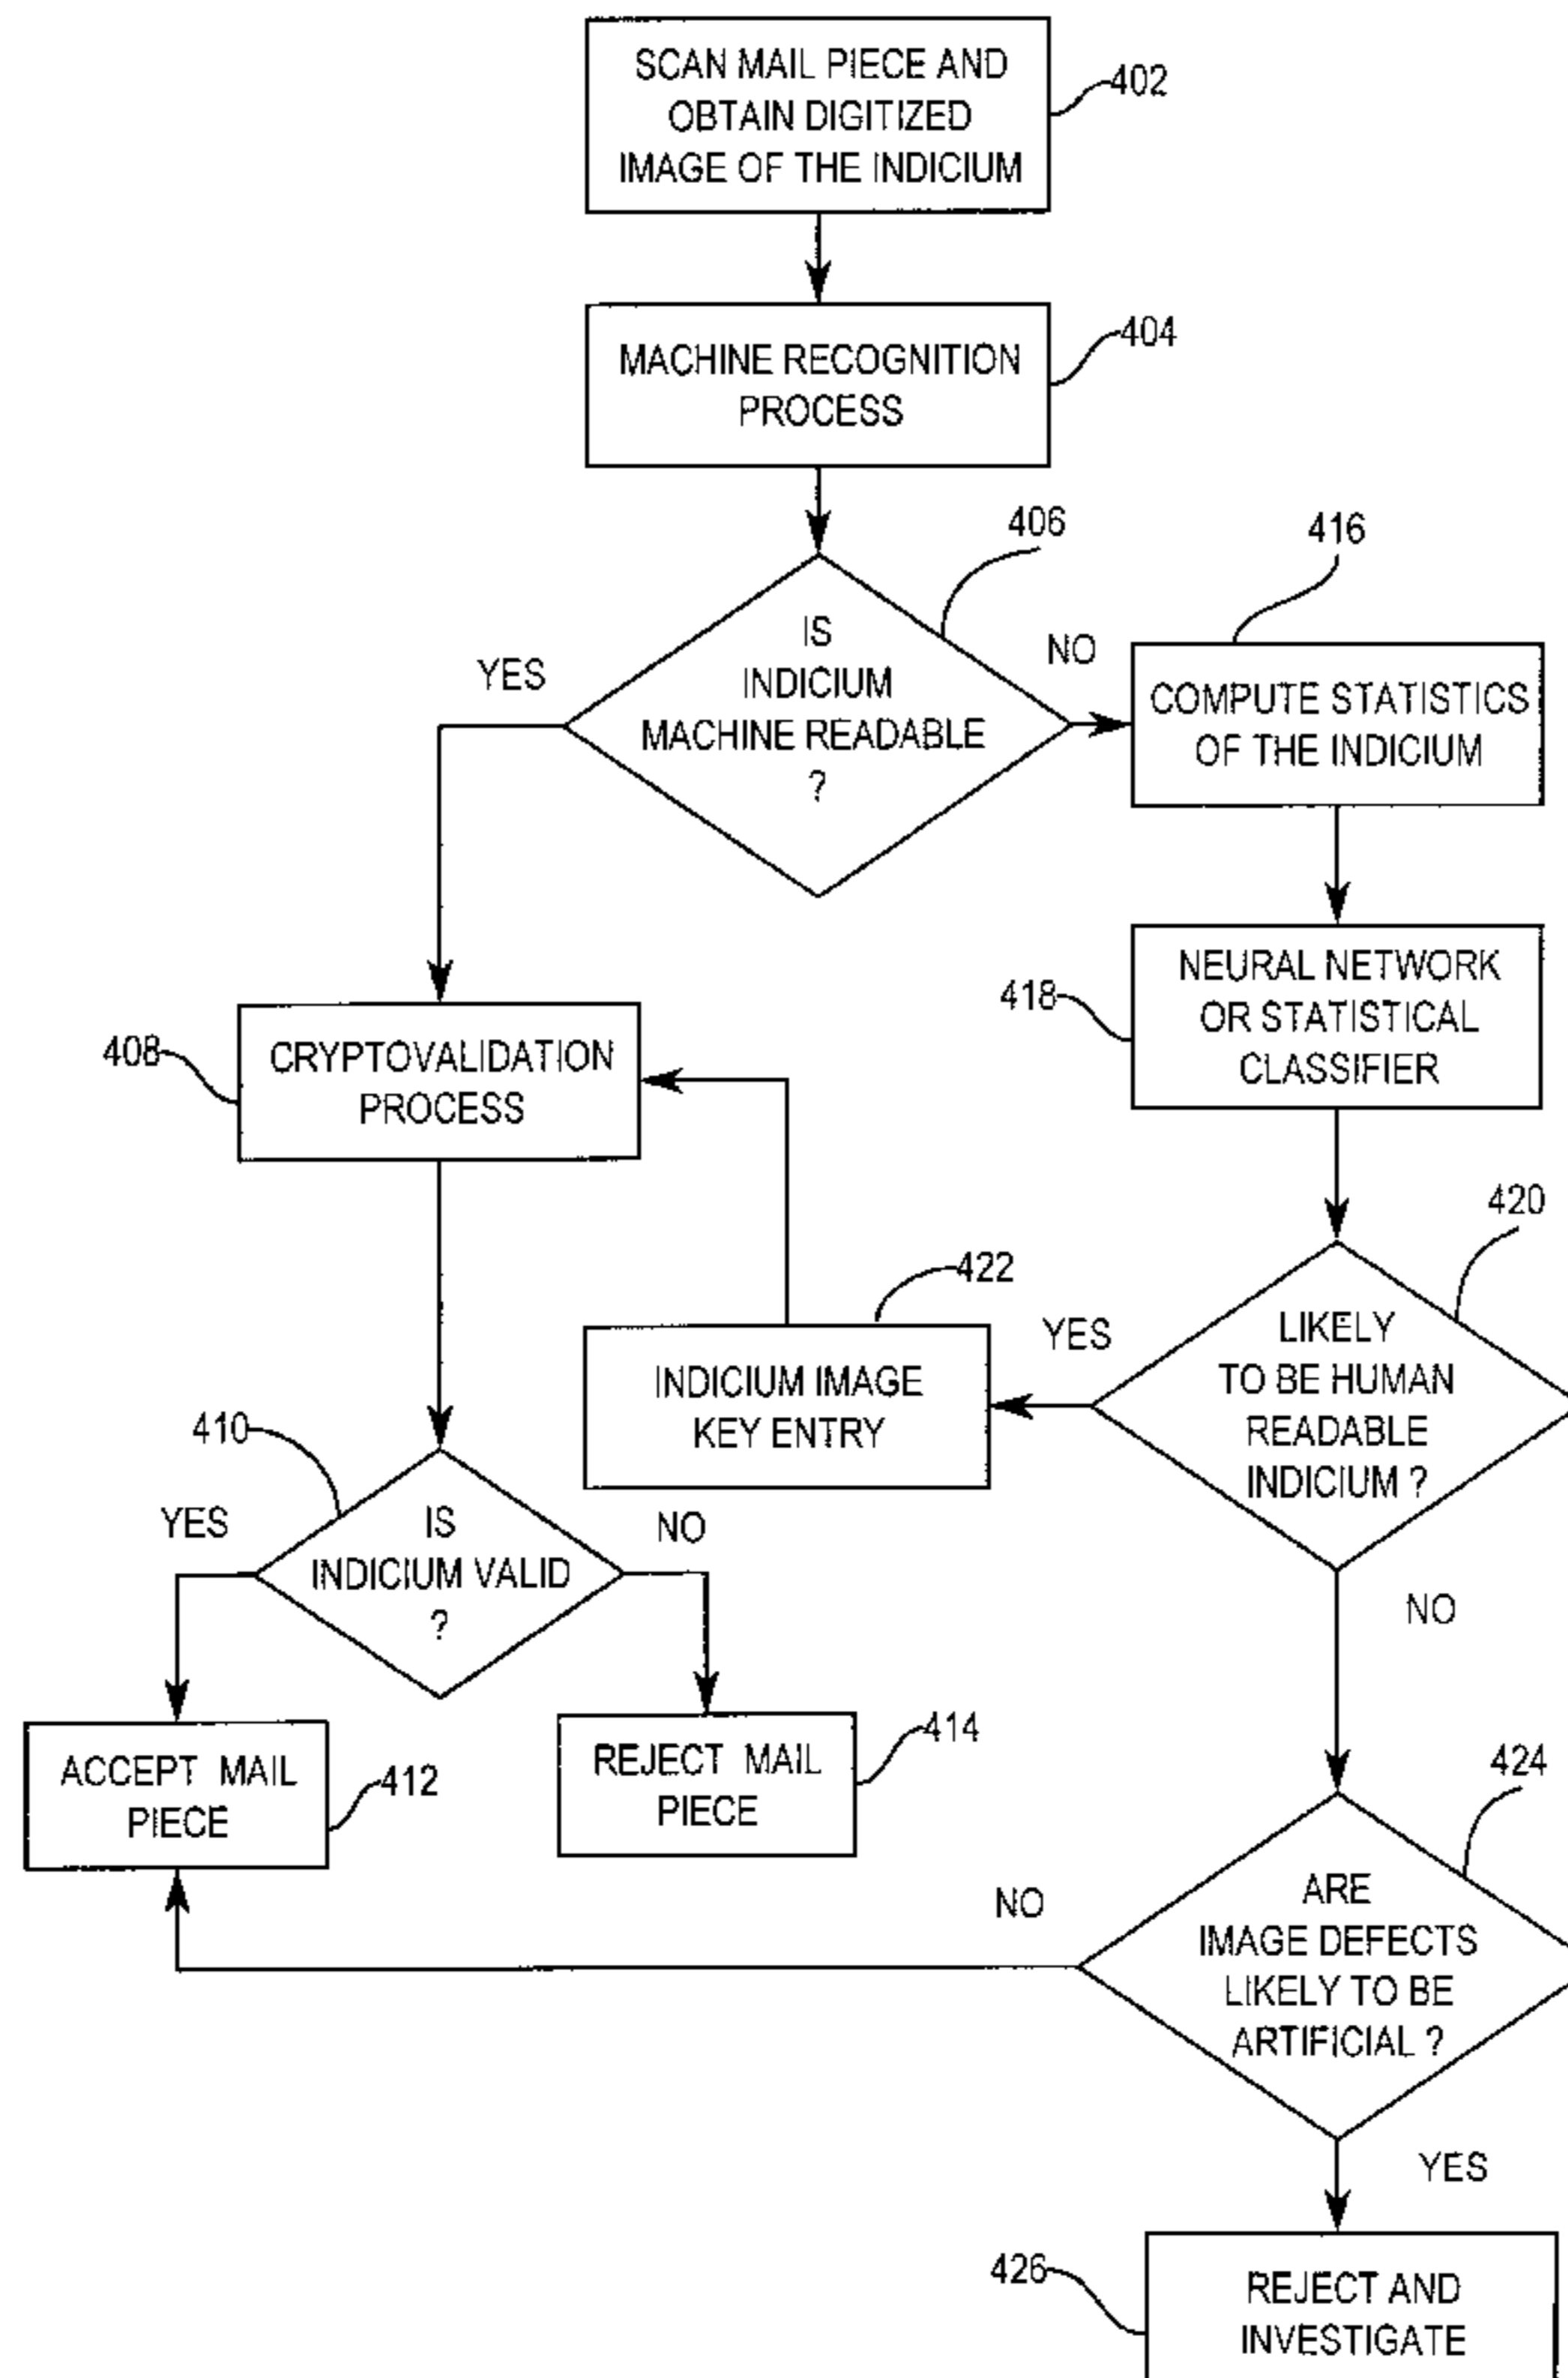 SCAN MAIL PIECE AND
OBTAIN DIGITIZED
IMAGE OF THE INDICIUM
402
MACHINE RECOGNITION
PROCESS
404
406
IS
INDICIUM
MACHINE READABLE
?
YES
NO
416
COMPUTE STATISTICS
OF THE INDICIUM
418
NEURAL NETWORK
OR STATISTICAL
CLASSIFIER
408
CRYPTOVALIDATION
PROCESS
420
LIKELY
TO BE HUMAN
READABLE
INDICIUM ?
YES
NO
422
INDICIUM IMAGE
KEY ENTRY
410
IS
INDICIUM VALID
?
YES
NO
ACCEPT MAIL
PIECE
412
REJECT MAIL
PIECE
414
424
ARE
IMAGE DEFECTS
LIKELY TO BE
ARTIFICIAL ?
NO
YES
426
REJECT AND
INVESTIGATE